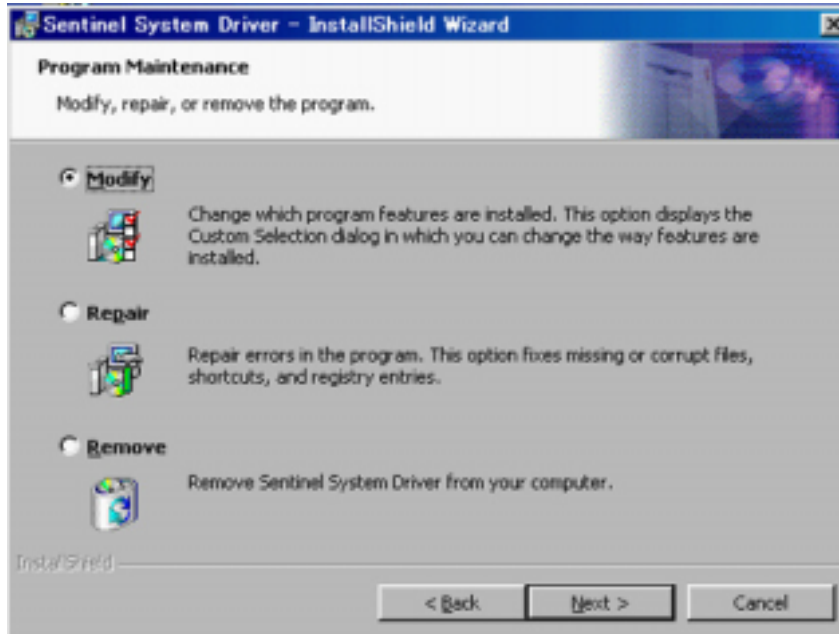 Sentinel System Driver - InstallShield Wizard
Program Maintenance
Modify, repair, or remove the program.
Modify
Change which program features are installed. This option displays the
Custom Selection dialog in which you can change the way features are
installed.
Repair
Repair errors in the program. This option fixes missing or corrupt files,
shortcuts, and registry entries.
Remove
Remove Sentinel System Driver from your computer.
InstallShield
< Back
Next >
Cancel